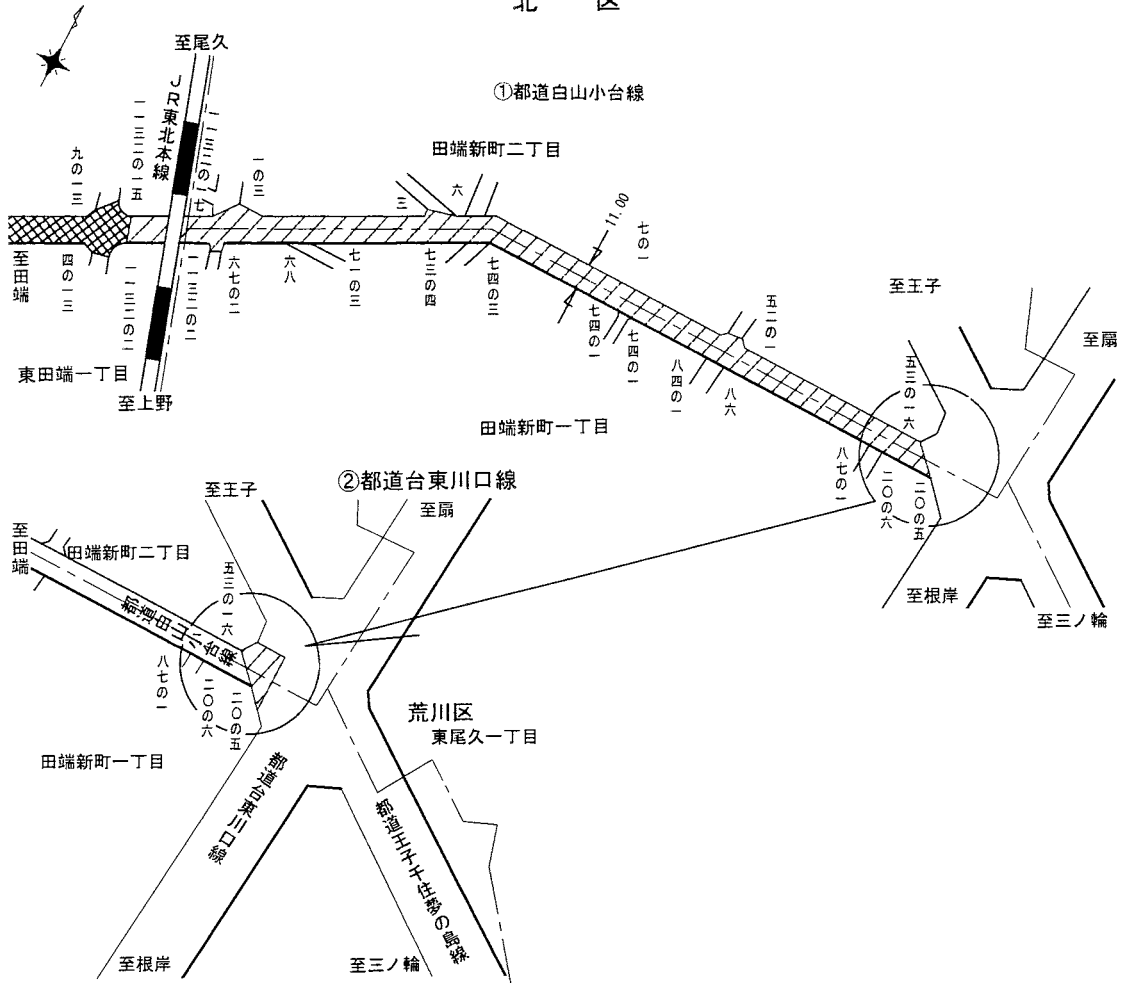 北　区
至尾久
JR東北本線
①都道白山小台線
田端新町二丁目
九の一三
一一三二の一五
一一三二の一七
一の三
三
六
11.00
七の一
五二の一
至王子
至扇
五三の一六
至田端
四の一三
一一三二の二
一一三二の二
六七の二
六八
七一の三
七三の四
七四の三
七四の一
七四の一
八四の一
八六
八七の一
二〇の六
二〇の五
東田端一丁目
至上野
田端新町一丁目
至根岸
至三ノ輪
②都道台東川口線
至王子
至扇
至田端
田端新町二丁目
五三の一六
都道白山小台線
八七の一
二〇の六
二〇の五
荒川区
東尾久一丁目
田端新町一丁目
都道台東川口線
都道王子千住夢の島線
至根岸
至三ノ輪